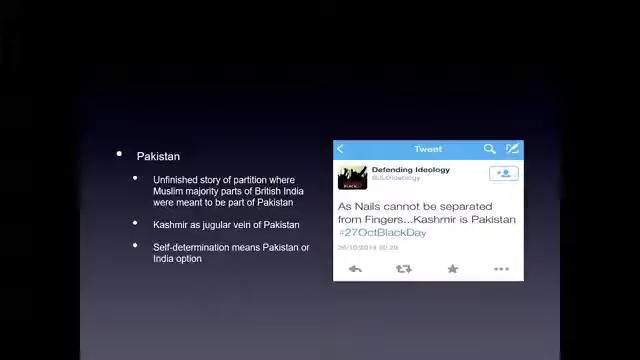 Pakistan
Unfinished story of partition where
Muslim majority parts of British India
were meant to be part of Pakistan
Kashmir as jugular vein of Pakistan
Self-determination means Pakistan or
India option
Tweet
Defending Ideology
As Nails cannot be separated
from Fingers...Kashmir is Pakistan
#27OctBlackDay